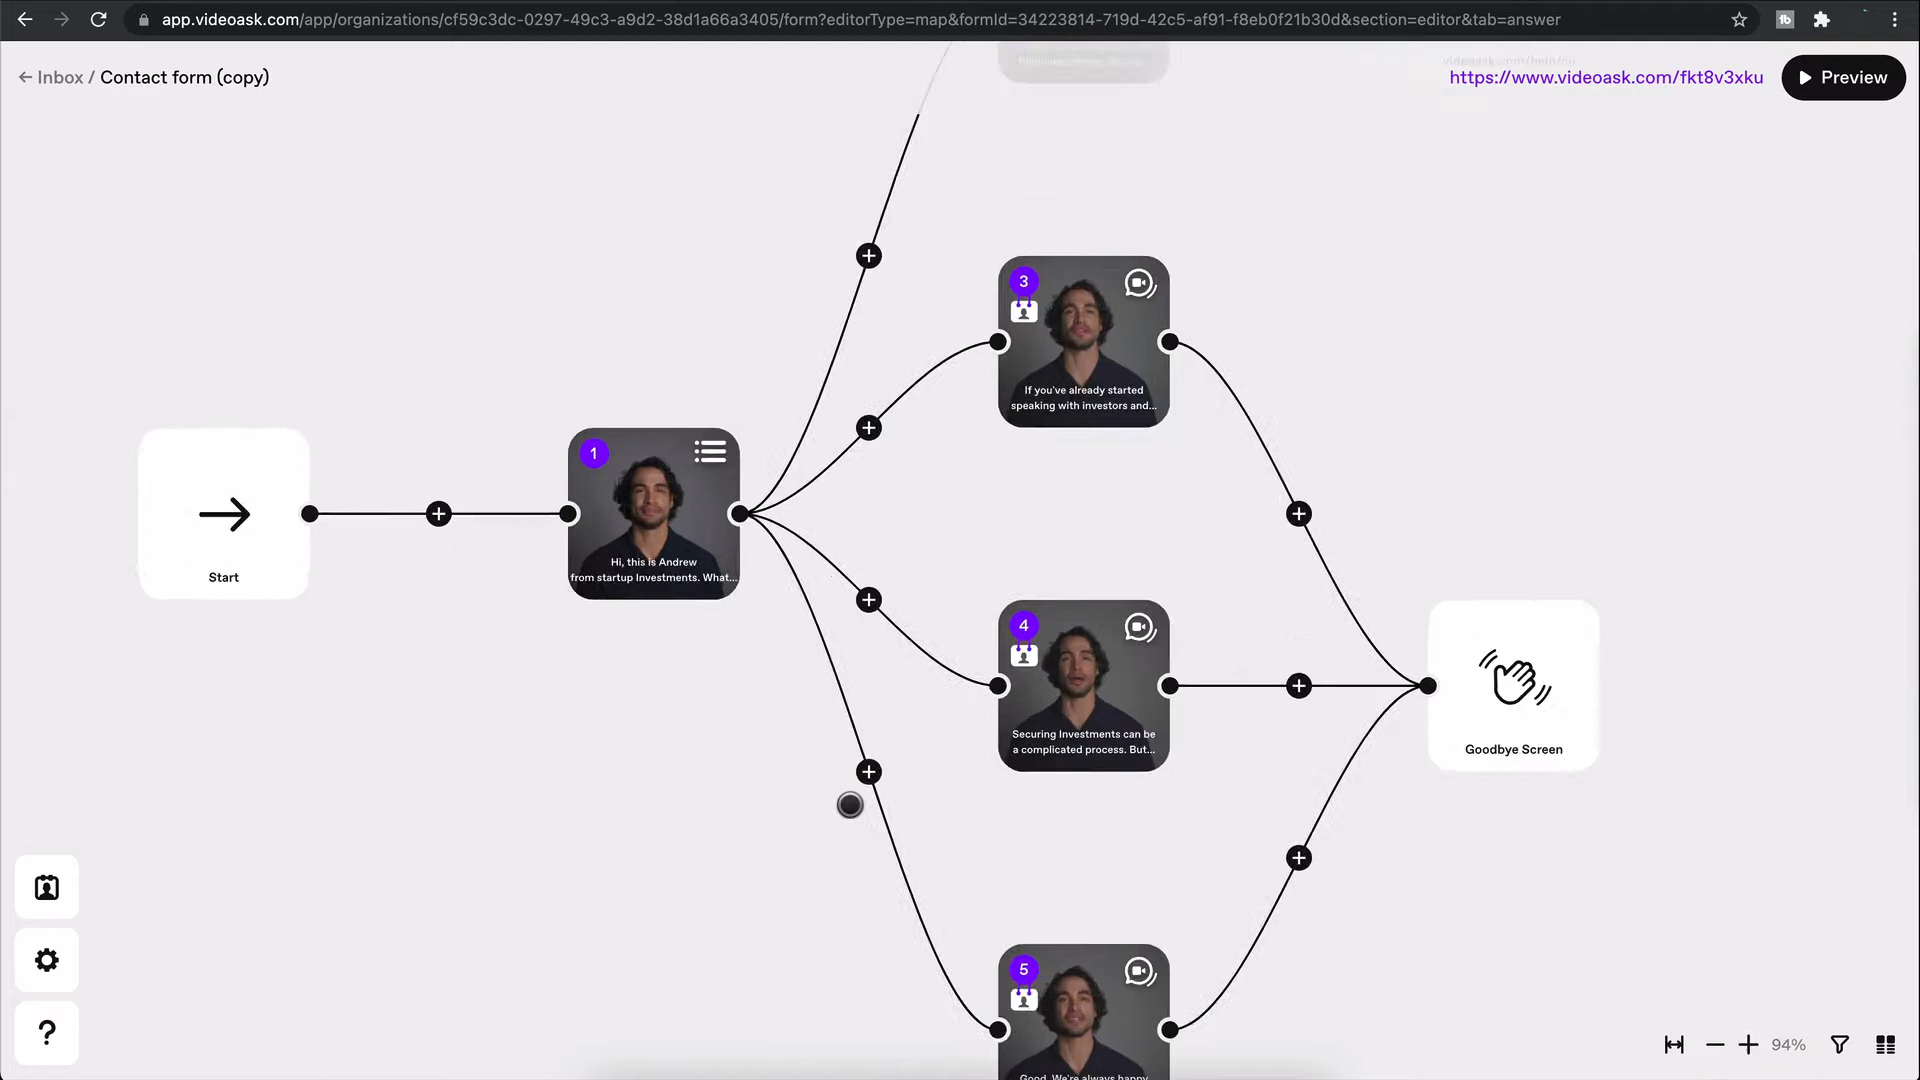 app.videoask.com/app/organizations/cf59c3dc-0297-49c3-a9d2-38d1a66a3405/form?editorType=map&formId=34223814-719d-42c5-af91-f8eb0f21b30d&section=editor&tab=answer
Inbox / Contact form (copy)
https://www.videoask.com/fkt8v3xku
Preview
3
If you've already started
speaking with investors and...
Start
1
Hi, this is Andrew
from startup Investments. What...
4
Securing Investments can be
a complicated process. But...
Goodbye Screen
5
Good. We're always happy
?
94%